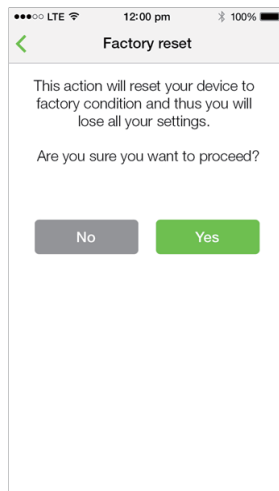 LTE 12:00 pm 100%
Factory reset
This action will reset your device to
factory condition and thus you will
lose all your settings.
Are you sure you want to proceed?
No Yes